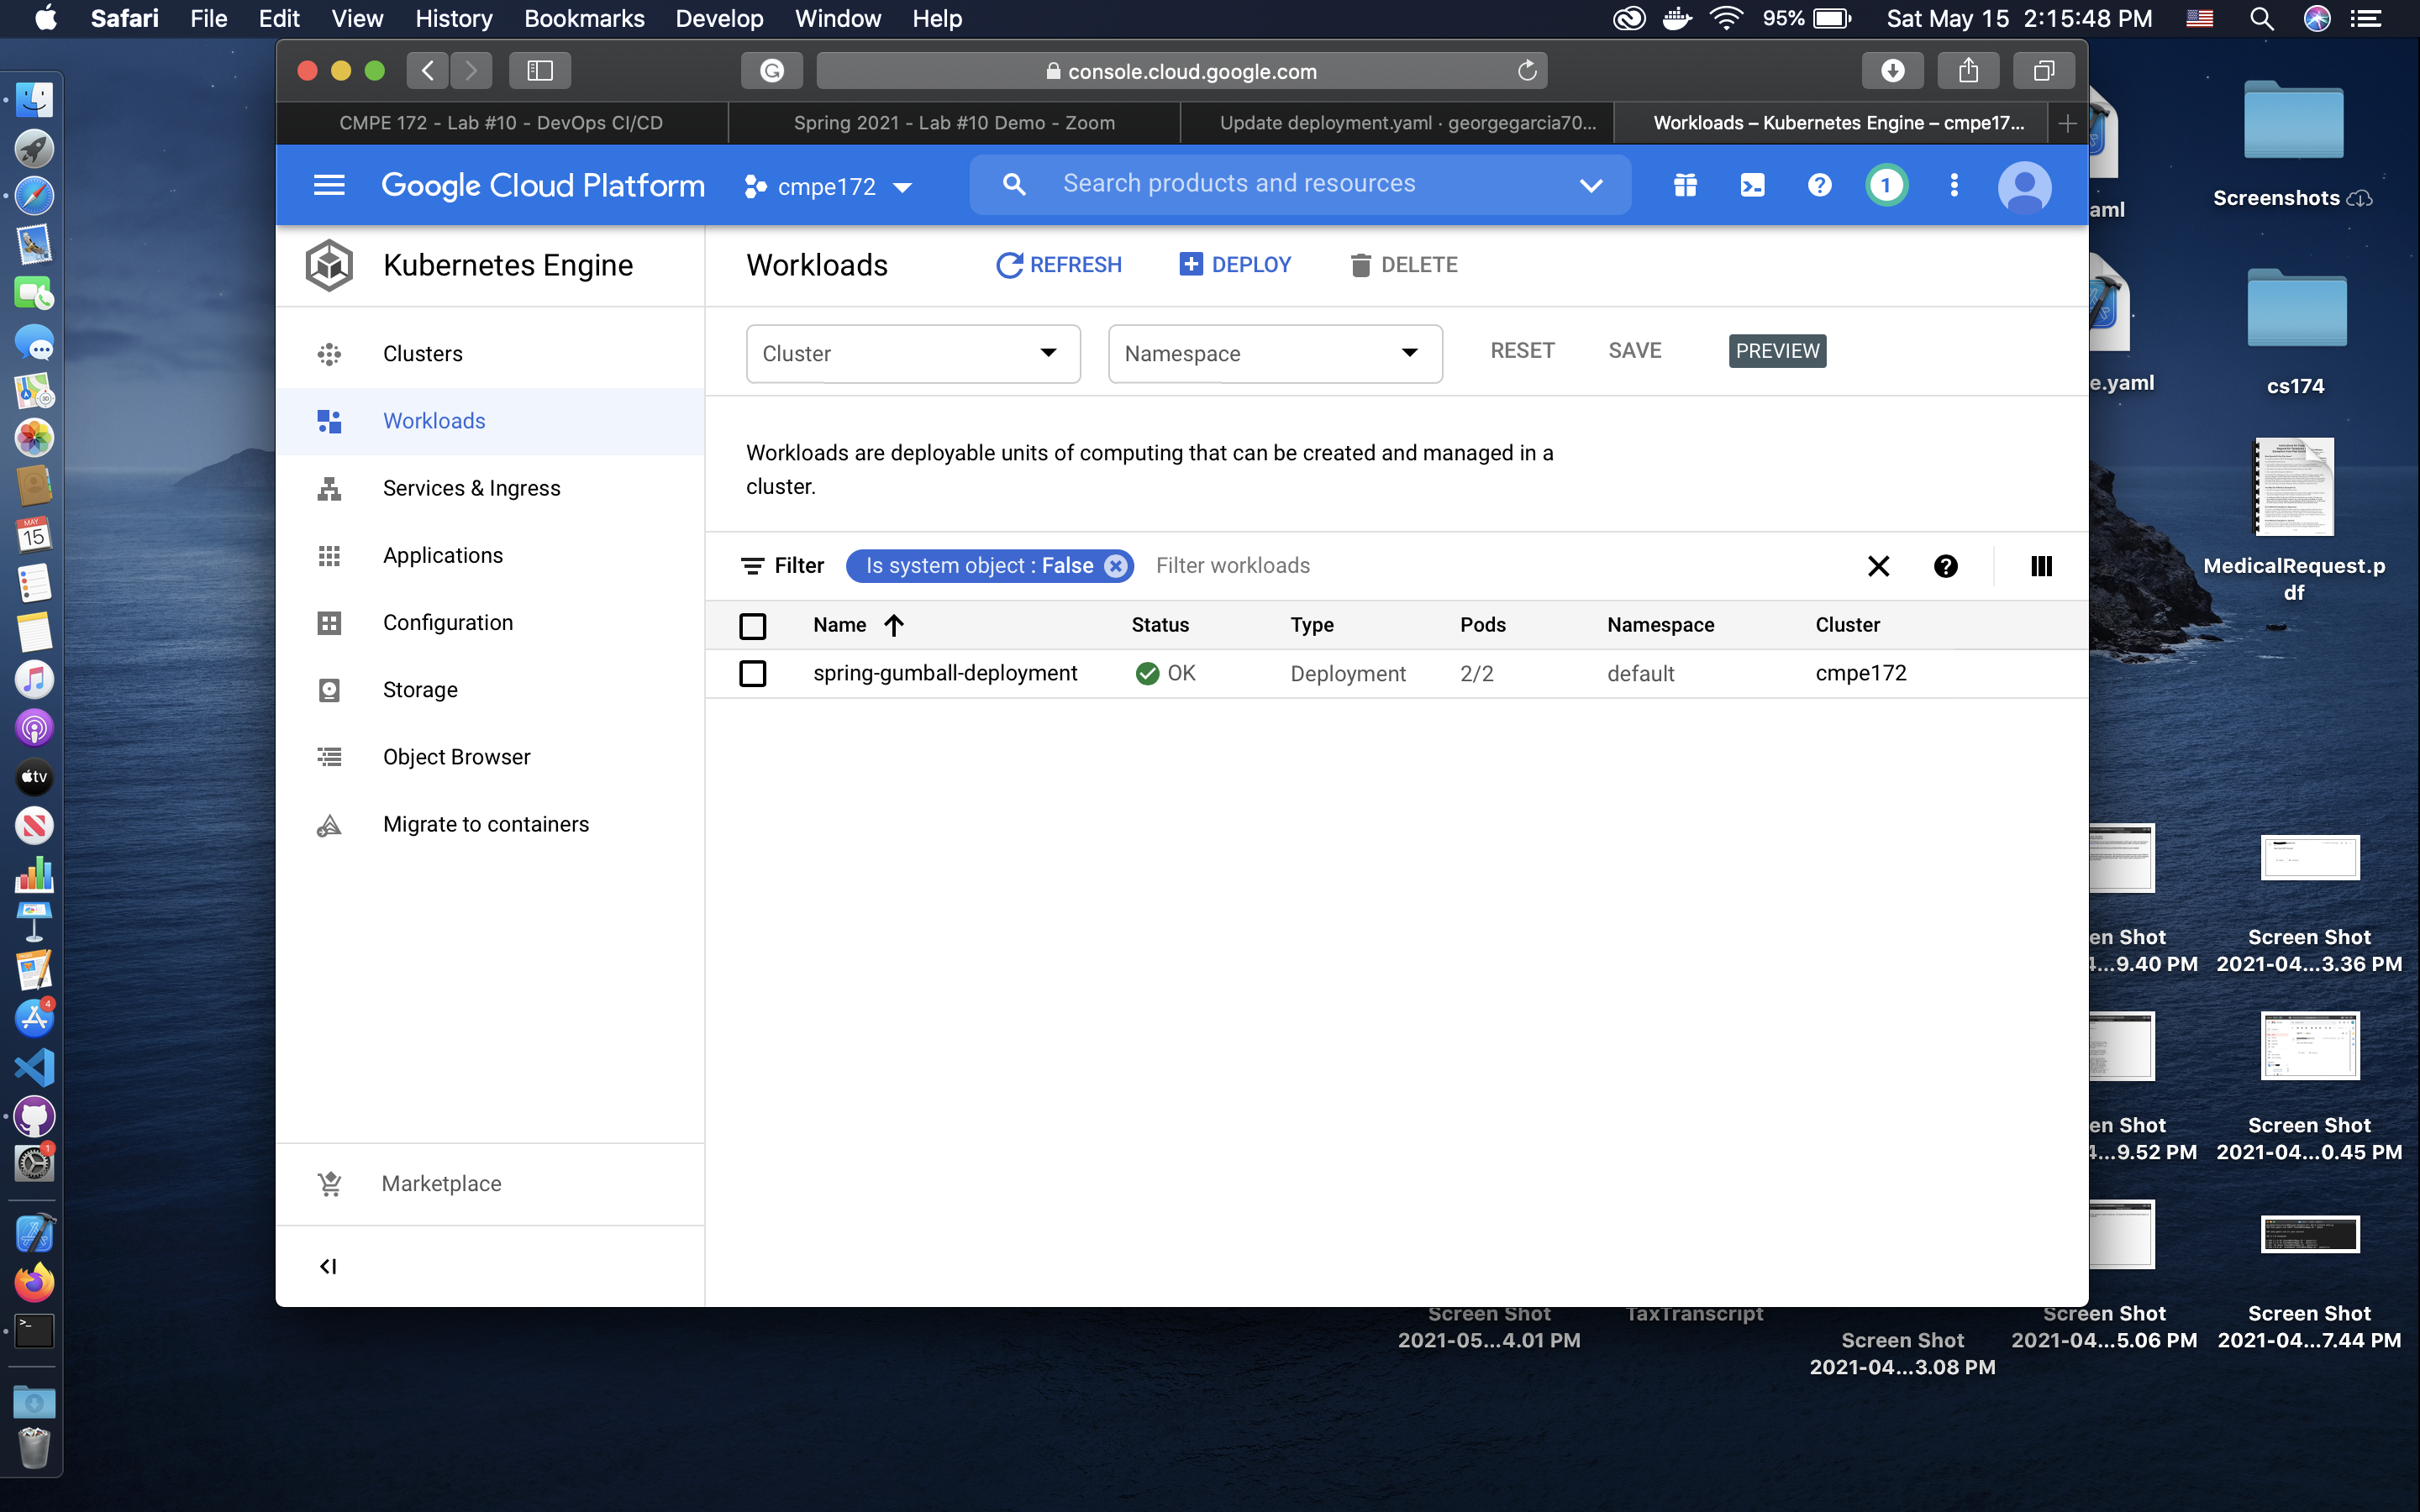 Safari File Edit View History Bookmarks Develop Window Help 95% Sat May 15 2:15:48 PM
console.cloud.google.com
CMPE 172 - Lab #10 - DevOps CI/CD
Spring 2021 - Lab #10 Demo - Zoom
Update deployment.yaml · georgegarcia70...
Workloads – Kubernetes Engine – cmpe17...
Google Cloud Platform
cmpe172
Search products and resources
1
Kubernetes Engine
Clusters
Workloads
Services & Ingress
Applications
Configuration
Storage
Object Browser
Migrate to containers
Marketplace
Workloads
REFRESH
DEPLOY
DELETE
Cluster
Namespace
RESET
SAVE
PREVIEW
Workloads are deployable units of computing that can be created and managed in a
cluster.
Filter
Is system object : False
Filter workloads
Name Status Type Pods Namespace Cluster
spring-gumball-deployment OK Deployment 2/2 default cmpe172
aml
Screenshots
e.yaml
cs174
MedicalRequest.p
df
en Shot
4...9.40 PM
Screen Shot
2021-04...3.36 PM
en Shot
4...9.52 PM
Screen Shot
2021-04...0.45 PM
Screen Shot
2021-05...4.01 PM
TaxTranscript
Screen Shot
2021-04...3.08 PM
Screen Shot
2021-04...5.06 PM
Screen Shot
2021-04...7.44 PM
MAY
15
tv
4
1